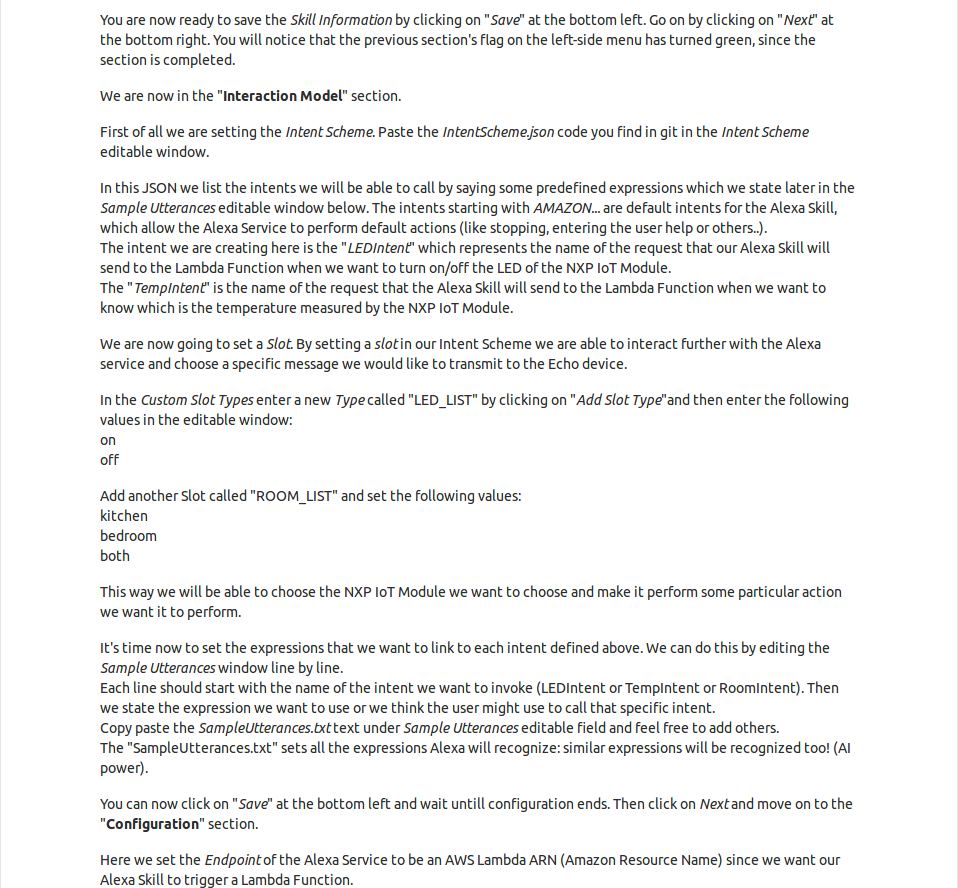 You are now ready to save the Skill Information by clicking on "Save" at the bottom left. Go on by clicking on "Next" at
the bottom right. You will notice that the previous section's flag on the left-side menu has turned green, since the
section is completed.
We are now in the "Interaction Model" section.
First of all we are setting the Intent Scheme. Paste the IntentScheme.json code you find in git in the Intent Scheme
editable window.
In this JSON we list the intents we will be able to call by saying some predefined expressions which we state later in the
Sample Utterances editable window below. The intents starting with AMAZON... are default intents for the Alexa Skill,
which allow the Alexa Service to perform default actions (like stopping, entering the user help or others..).
The intent we are creating here is the "LEDIntent" which represents the name of the request that our Alexa Skill will
send to the Lambda Function when we want to turn on/off the LED of the NXP IoT Module.
The "TempIntent" is the name of the request that the Alexa Skill will send to the Lambda Function when we want to
know which is the temperature measured by the NXP IoT Module.
We are now going to set a Slot. By setting a slot in our Intent Scheme we are able to interact further with the Alexa
service and choose a specific message we would like to transmit to the Echo device.
In the Custom Slot Types enter a new Type called "LED_LIST" by clicking on "Add Slot Type"and then enter the following
values in the editable window:
on
off
Add another Slot called "ROOM_LIST" and set the following values:
kitchen
bedroom
both
This way we will be able to choose the NXP IoT Module we want to choose and make it perform some particular action
we want it to perform.
It's time now to set the expressions that we want to link to each intent defined above. We can do this by editing the
Sample Utterances window line by line.
Each line should start with the name of the intent we want to invoke (LEDIntent or TempIntent or RoomIntent). Then
we state the expression we want to use or we think the user might use to call that specific intent.
Copy paste the SampleUtterances.txt text under Sample Utterances editable field and feel free to add others.
The "SampleUtterances.txt" sets all the expressions Alexa will recognize: similar expressions will be recognized too! (AI
power).
You can now click on "Save" at the bottom left and wait untill configuration ends. Then click on Next and move on to the
"Configuration" section.
Here we set the Endpoint of the Alexa Service to be an AWS Lambda ARN (Amazon Resource Name) since we want our
Alexa Skill to trigger a Lambda Function.